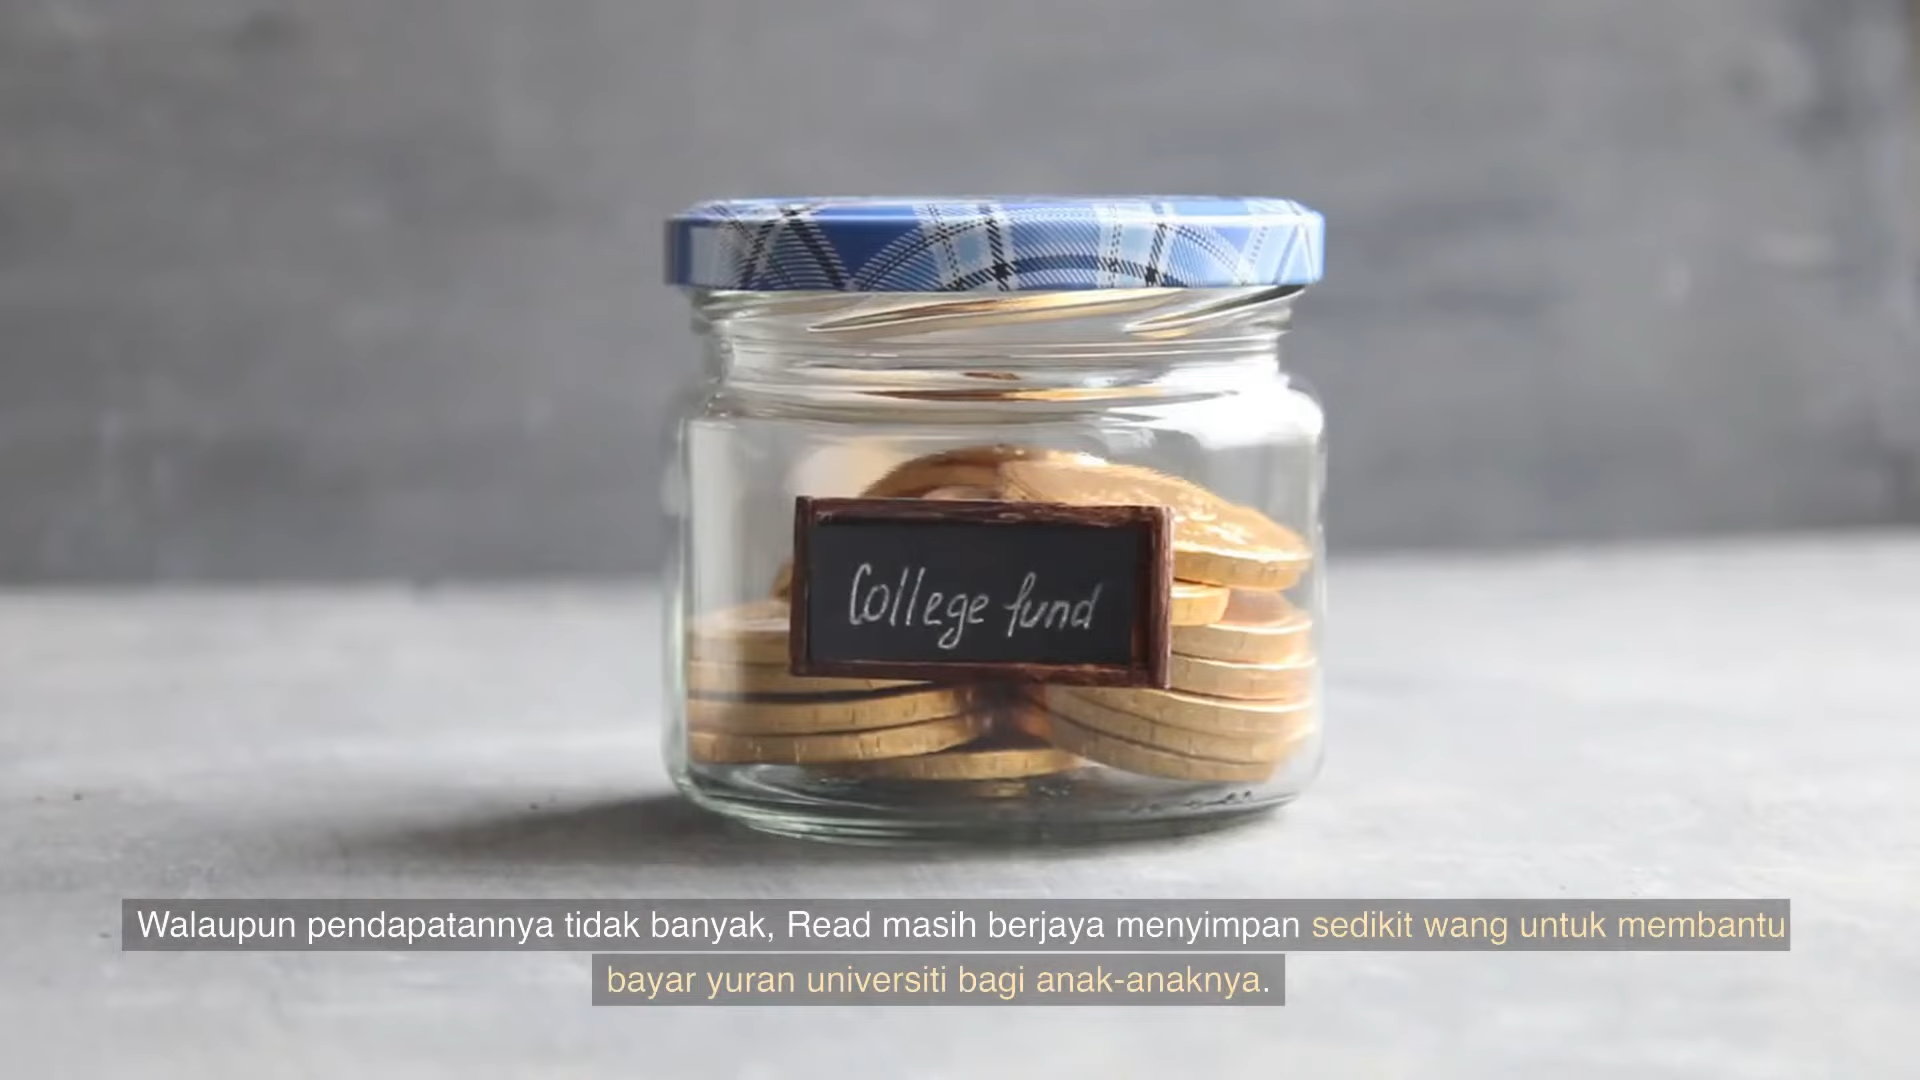 College fund
Walaupun pendapatannya tidak banyak, Read masih berjaya menyimpan sedikit wang untuk membantu
bayar yuran universiti bagi anak-anaknya.